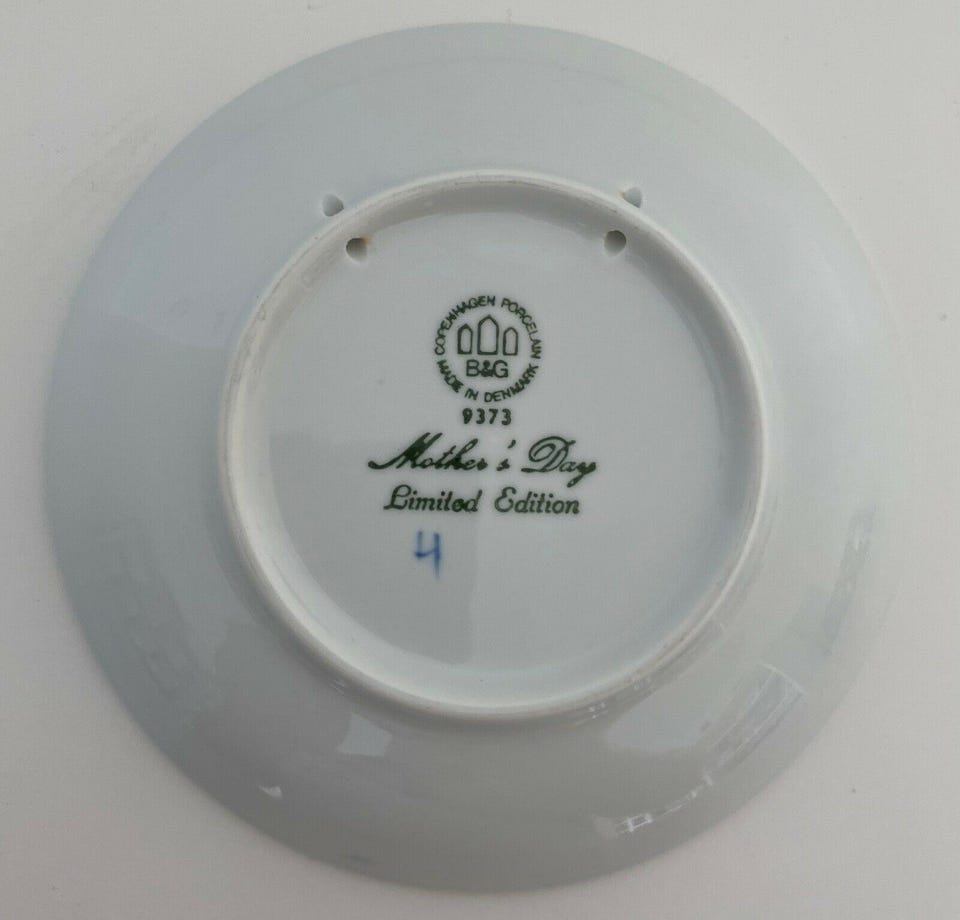 COPENHAGEN PORCELAIN
B&G
MADE IN DENMARK
9373
Mother's Day
Limited Edition
4